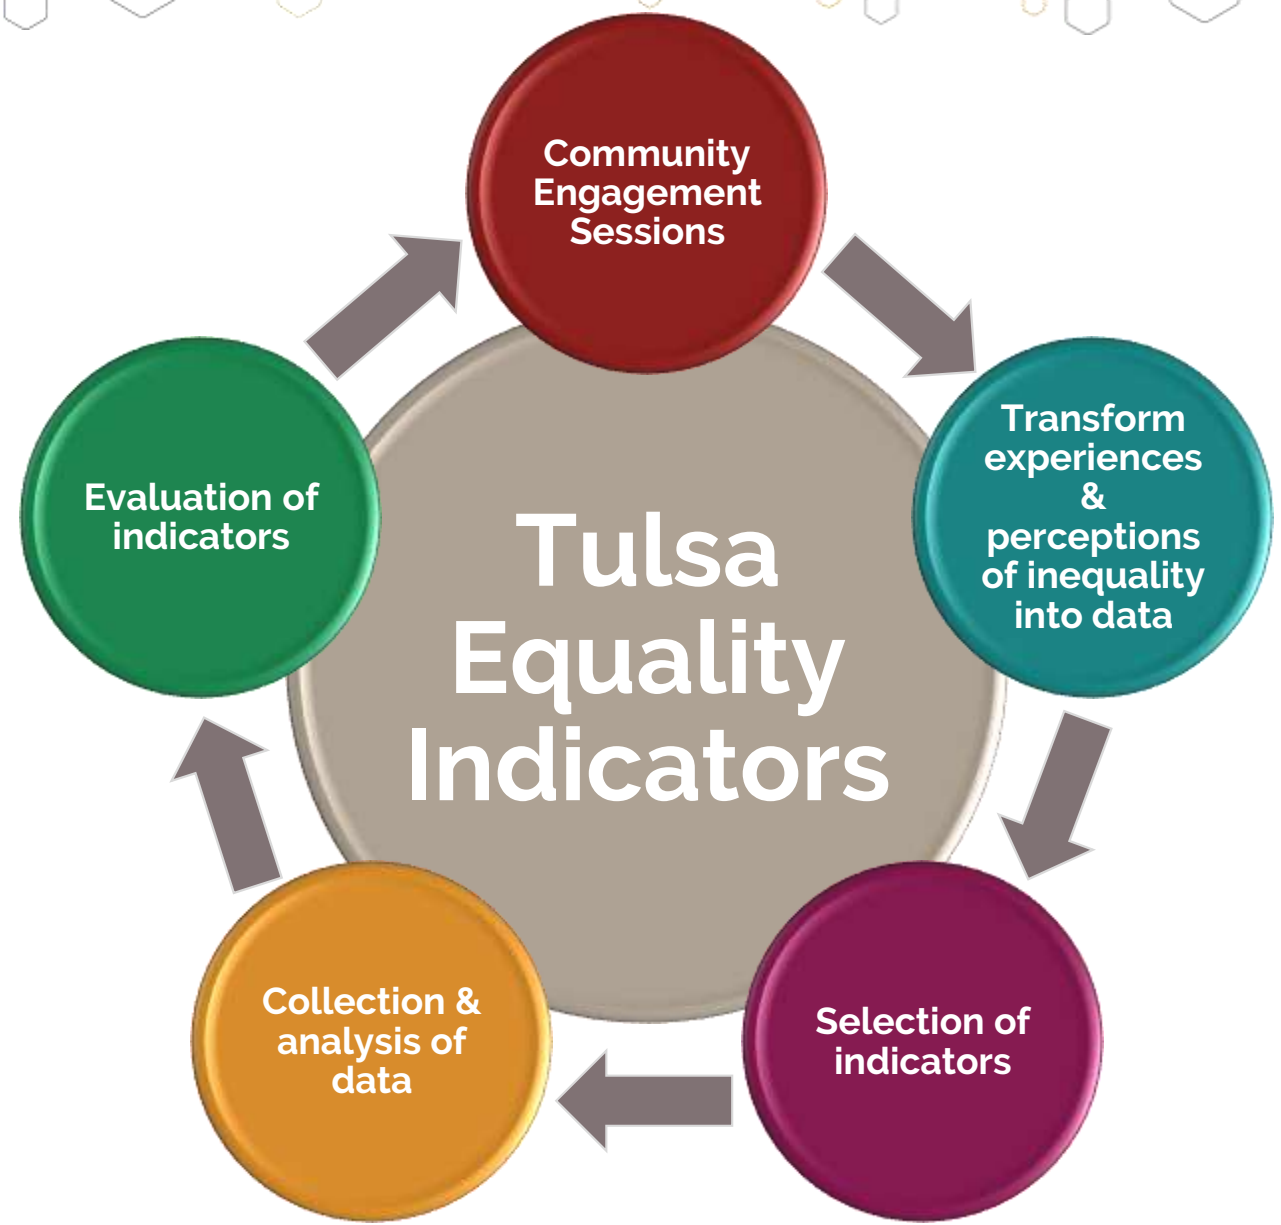 Community
Engagement
Sessions
Transform
experiences
&
perceptions
of inequality
into data
Selection of
indicators
Collection &
analysis of
data
Evaluation of
indicators
Tulsa
Equality
Indicators